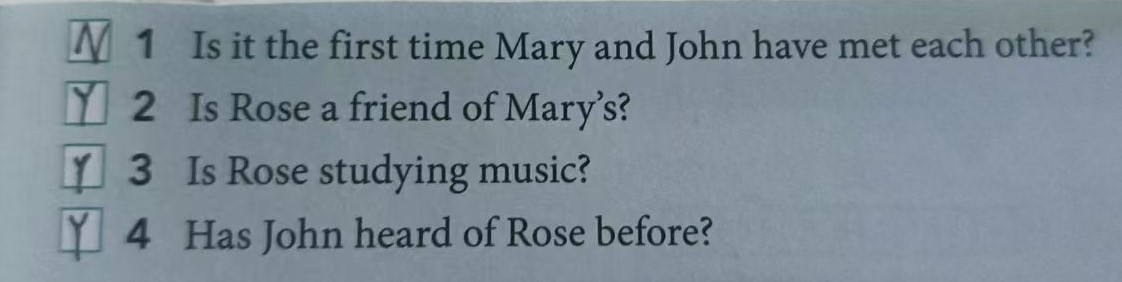 N 1 Is it the first time Mary and John have met each other?
Y 2 Is Rose a friend of Mary's?
Y 3 Is Rose studying music?
Y 4 Has John heard of Rose before?